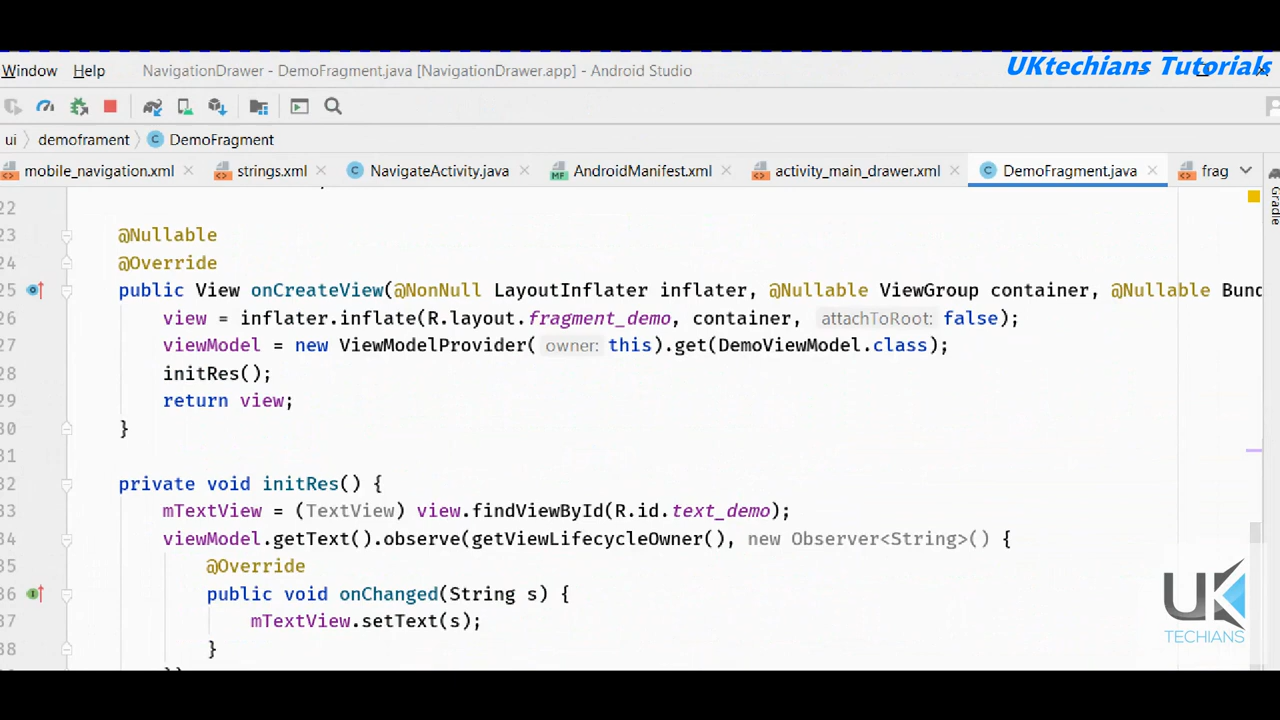 UKtechians Tutorials
Window Help NavigationDrawer - DemoFragment.java [NavigationDrawer.app] - Android Studio
ui demoframent C DemoFragment
mobile_navigation.xml strings.xml C NavigateActivity.java MF AndroidManifest.xml activity_main_drawer.xml C DemoFragment.java frag
Gradle
22
23 @Nullable
24 @Override
25 public View onCreateView(@NonNull LayoutInflater inflater, @Nullable ViewGroup container, @Nullable Bund
26 view = inflater.inflate(R.layout.fragment_demo, container, attachToRoot: false);
27 viewModel = new ViewModelProvider( owner: this).get(DemoViewModel.class);
28 initRes();
29 return view;
30 }
31
32 private void initRes() {
33 mTextView = (TextView) view.findViewById(R.id.text_demo);
34 viewModel.getText().observe(getViewLifecycleOwner(), new Observer<String>() {
35 @Override
36 public void onChanged(String s) {
37 mTextView.setText(s);
38 }
UK
TECHIANS